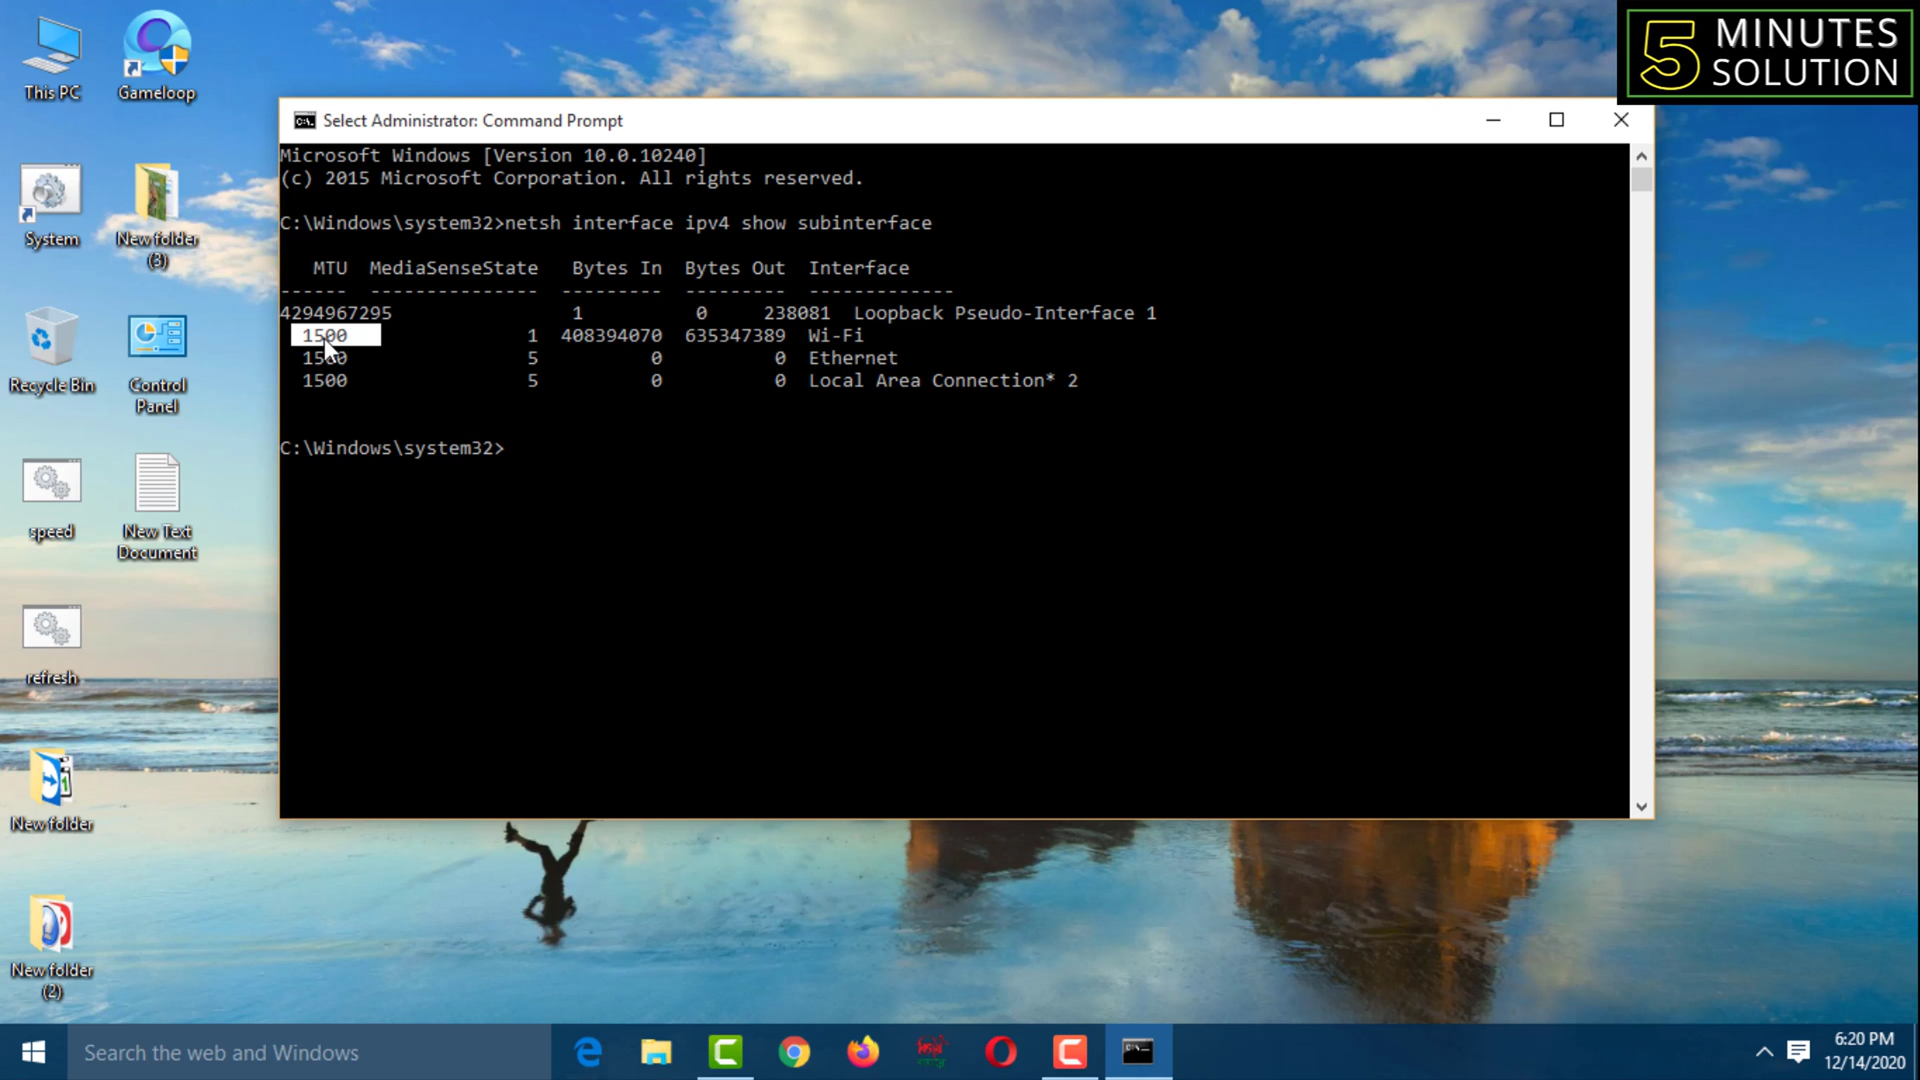 5 MINUTES
SOLUTION
This PC
Gameloop
System
New folder
(3)
Recycle Bin
Control
Panel
speed
New Text
Document
refresh
New folder
New folder
(2)
Select Administrator: Command Prompt
Microsoft Windows [Version 10.0.10240]
(c) 2015 Microsoft Corporation. All rights reserved.
C:\Windows\system32>netsh interface ipv4 show subinterface
MTU MediaSenseState Bytes In Bytes Out Interface
------ --------------- --------- --------- -------------
4294967295 1 0 238081 Loopback Pseudo-Interface 1
1500 1 408394070 635347389 Wi-Fi
1500 5 0 0 Ethernet
1500 5 0 0 Local Area Connection* 2
C:\Windows\system32>
Search the web and Windows
6:20 PM
12/14/2020